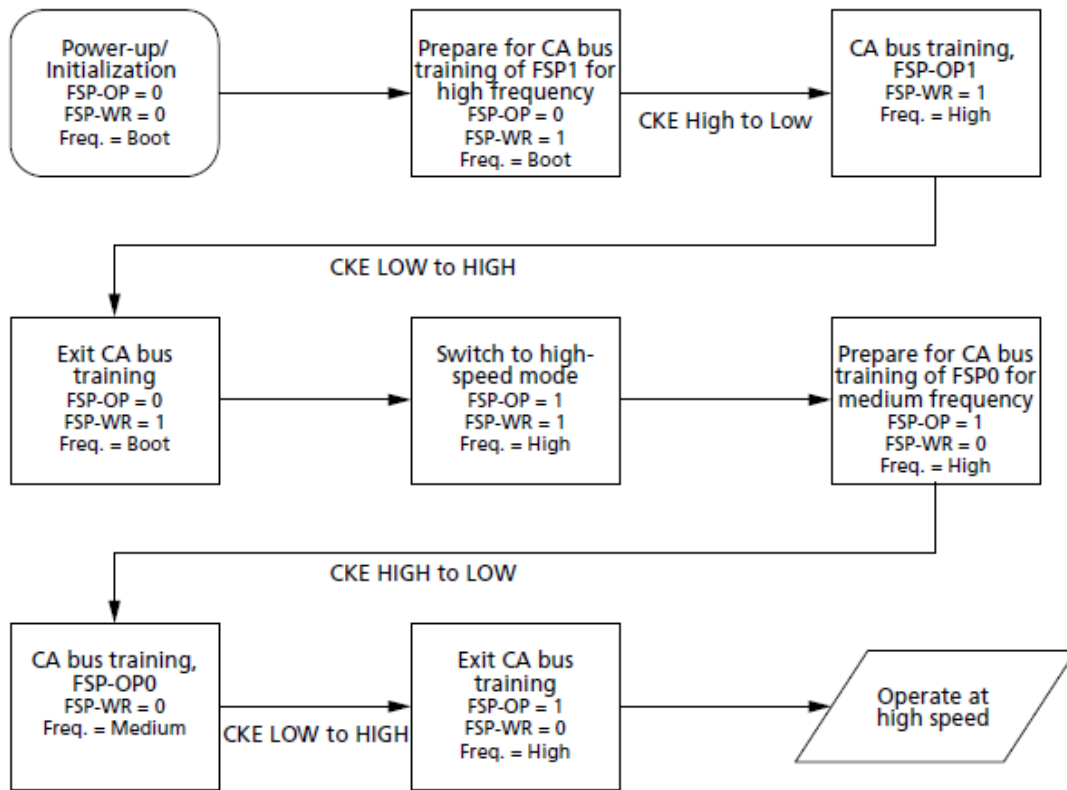 Power-up/
Initialization
FSP-OP = 0
FSP-WR = 0
Freq. = Boot
Prepare for CA bus
training of FSP1 for
high frequency
FSP-OP = 0
FSP-WR = 1
Freq. = Boot
CKE High to Low
CA bus training,
FSP-OP1
FSP-WR = 1
Freq. = High
CKE LOW to HIGH
Exit CA bus
training
FSP-OP = 0
FSP-WR = 1
Freq. = Boot
Switch to high-
speed mode
FSP-OP = 1
FSP-WR = 1
Freq. = High
Prepare for CA bus
training of FSP0 for
medium frequency
FSP-OP = 1
FSP-WR = 0
Freq. = High
CKE HIGH to LOW
CA bus training,
FSP-OP0
FSP-WR = 0
Freq. = Medium
CKE LOW to HIGH
Exit CA bus
training
FSP-OP = 1
FSP-WR = 0
Freq. = High
Operate at
high speed